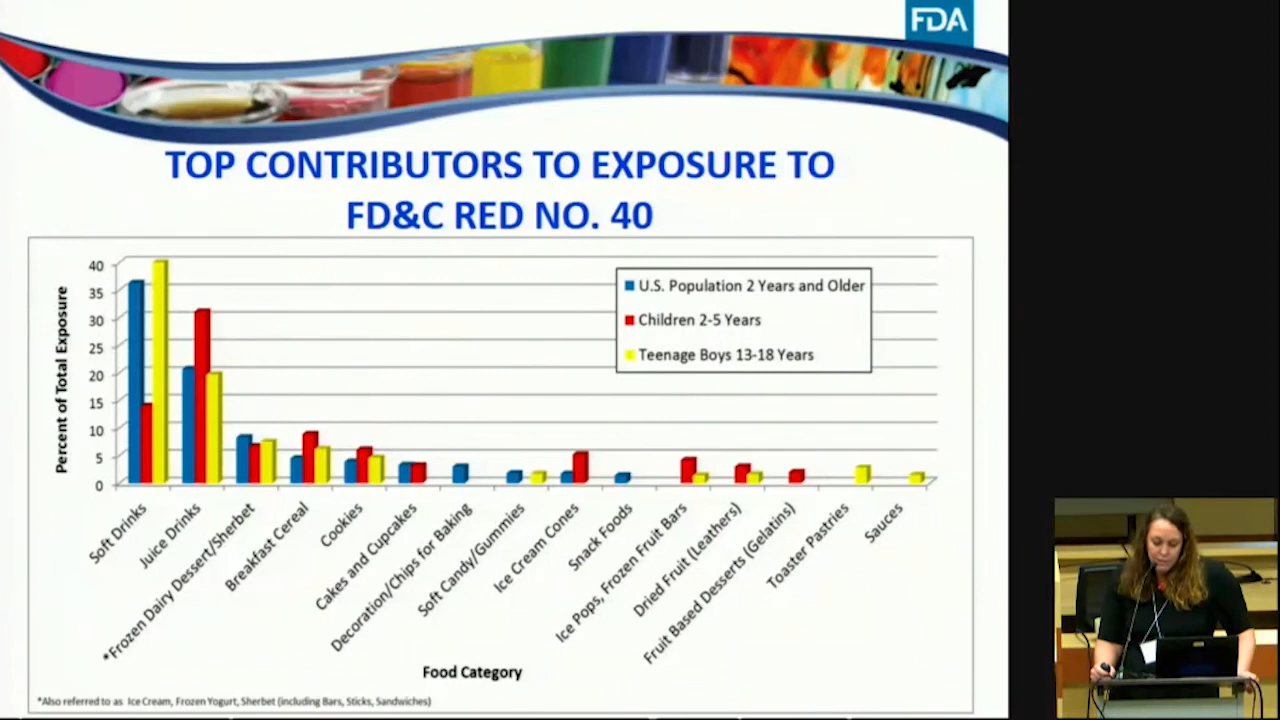 FDA
TOP CONTRIBUTORS TO EXPOSURE TO
FD&C RED NO. 40
Percent of Total Exposure
40
35
30
25
20
15
10
5
0
U.S. Population 2 Years and Older
Children 2-5 Years
Teenage Boys 13-18 Years
Soft Drinks
Juice Drinks
*Frozen Dairy Dessert/Sherbet
Breakfast Cereal
Cookies
Cakes and Cupcakes
Decoration/Chips for Baking
Soft Candy/Gummies
Ice Cream Cones
Snack Foods
Ice Pops, Frozen Fruit Bars
Dried Fruit (Leathers)
Fruit Based Desserts (Gelatins)
Toaster Pastries
Sauces
Food Category
*Also referred to as Ice Cream, Frozen Yogurt, Sherbet (including Bars, Sticks, Sandwiches)